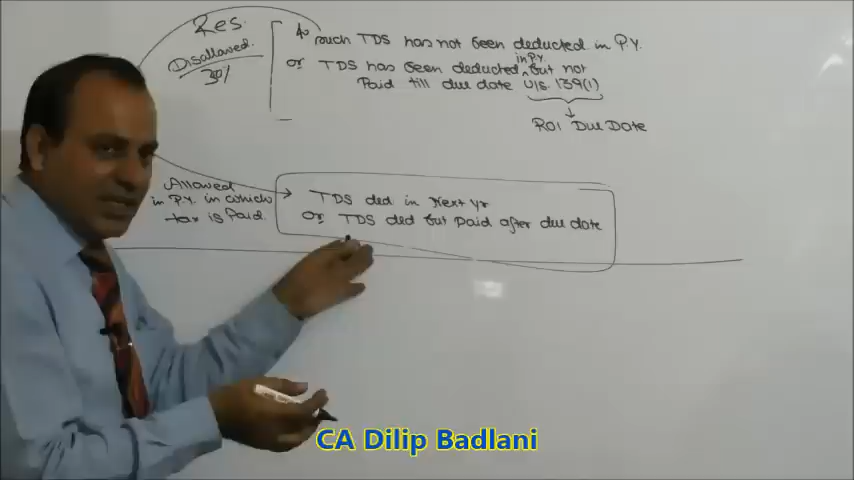 Res.
Disallowed
30%
such TDS has not been deducted in P.Y.
or TDS has been deducted in P.Y. but not
Paid till due date U/s. 139(1)
ROI Due Date
Allowed
in P.Y. in which
tax is Paid.
TDS ded in Next Yr
or TDS ded but Paid after due date
CA Dilip Badlani